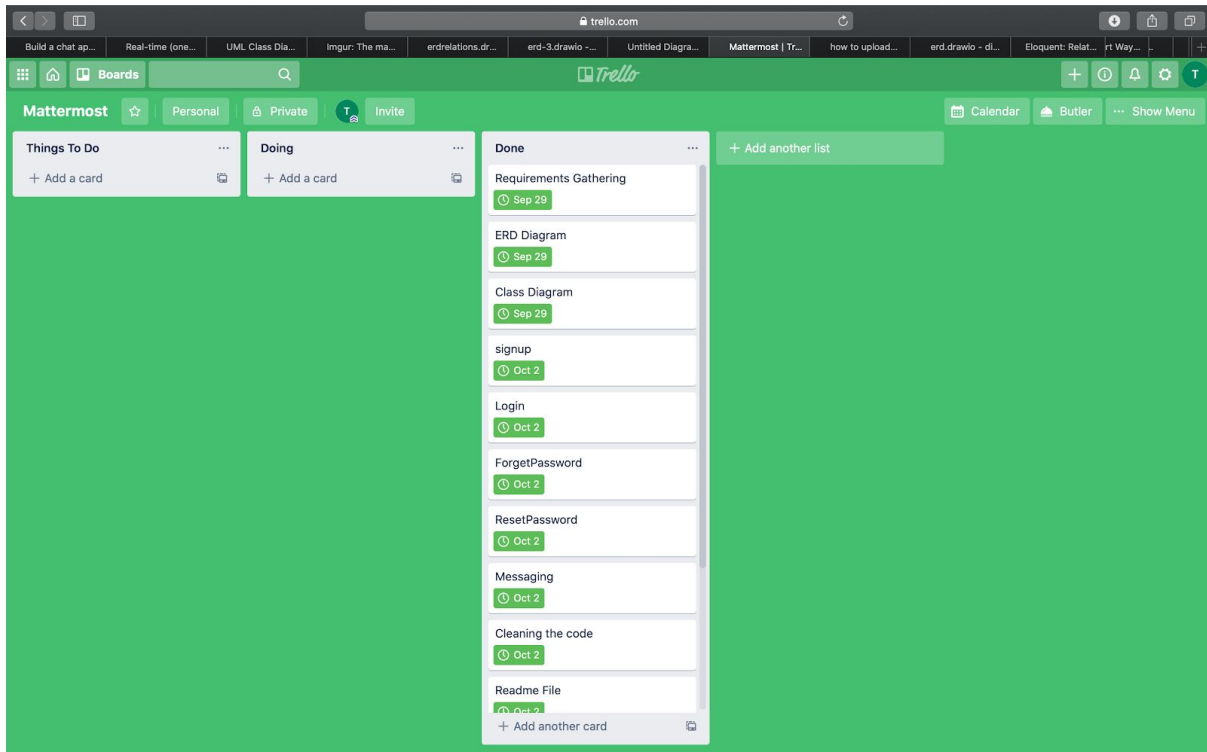 trello.com
Build a chat ap... Real-time (one... UML Class Dia... Imgur: The ma... erdrelations.dr... erd-3.drawio -... Untitled Diagra... Mattermost | Tr... how to upload... erd.drawio - di... Eloquent: Relat... rt Way...
Boards Trello T
Mattermost Personal Private T Invite Calendar Butler ... Show Menu
Things To Do ...
+ Add a card
Doing ...
+ Add a card
Done ...
Requirements Gathering
Sep 29
ERD Diagram
Sep 29
Class Diagram
Sep 29
signup
Oct 2
Login
Oct 2
ForgetPassword
Oct 2
ResetPassword
Oct 2
Messaging
Oct 2
Cleaning the code
Oct 2
Readme File
Oct 2
+ Add another card
+ Add another list